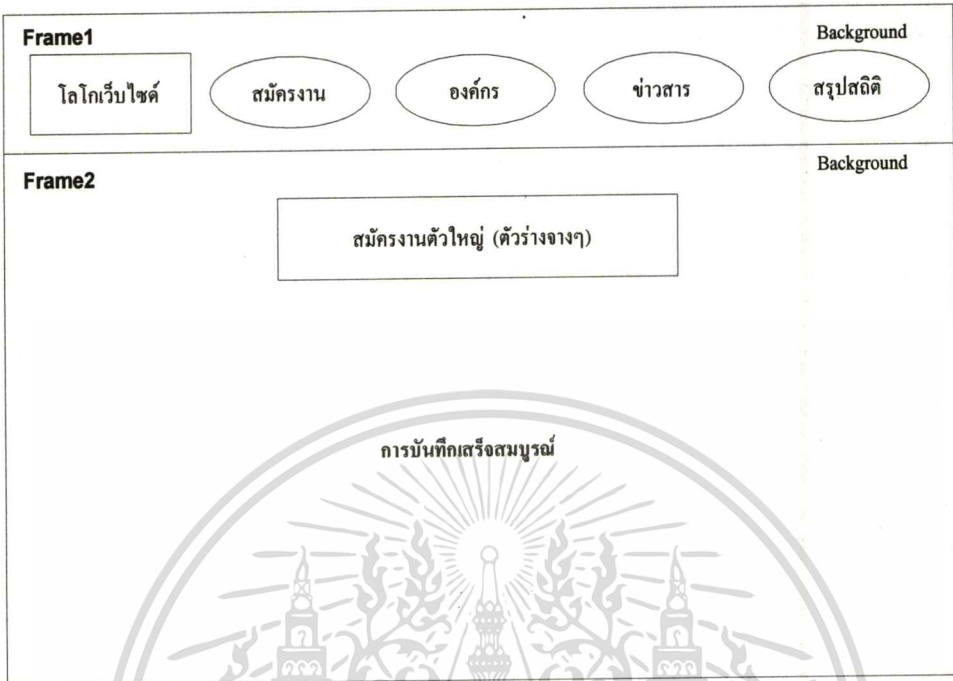 Frame1 Background
โลโกเว็บไซค์ สมัครงาน องค์กร ข่าวสาร สรุปสถิติ
Frame2 Background
สมัครงานตัวใหญ่ (ตัวร่างจางๆ)
การบันทึกเสร็จสมบูรณ์